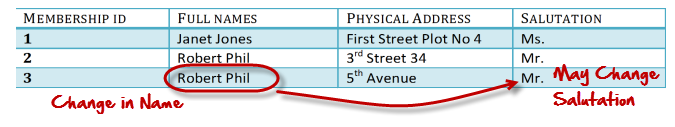 MEMBERSHIP ID FULL NAMES PHYSICAL ADDRESS SALUTATION
1 Janet Jones First Street Plot No 4 Ms.
2 Robert Phil 3rd Street 34 Mr.
3 Robert Phil 5th Avenue Mr.
Change in Name
May Change
Salutation